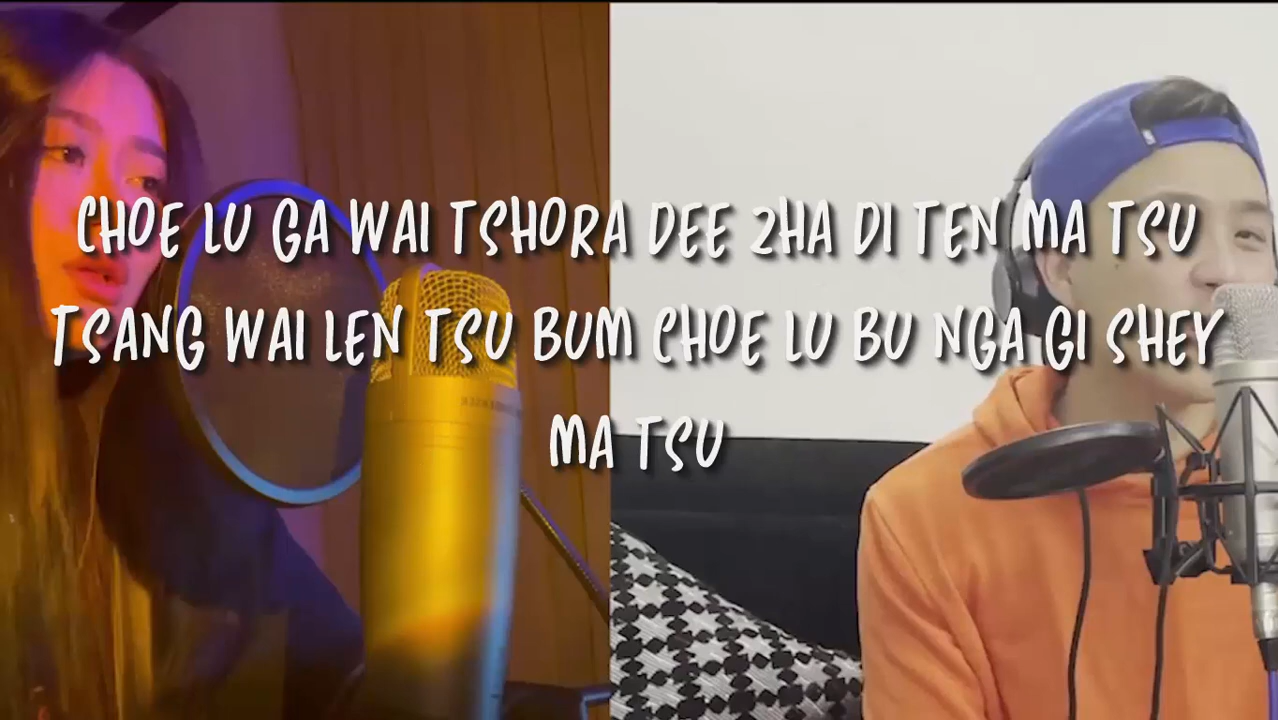 CHOE LU GA WAI TSHORA DEE 2HA DI TEN MA TSU
TSANG WAI LEN TSU BUM CHOE LU BU NGA GI SHEY
MA TSU